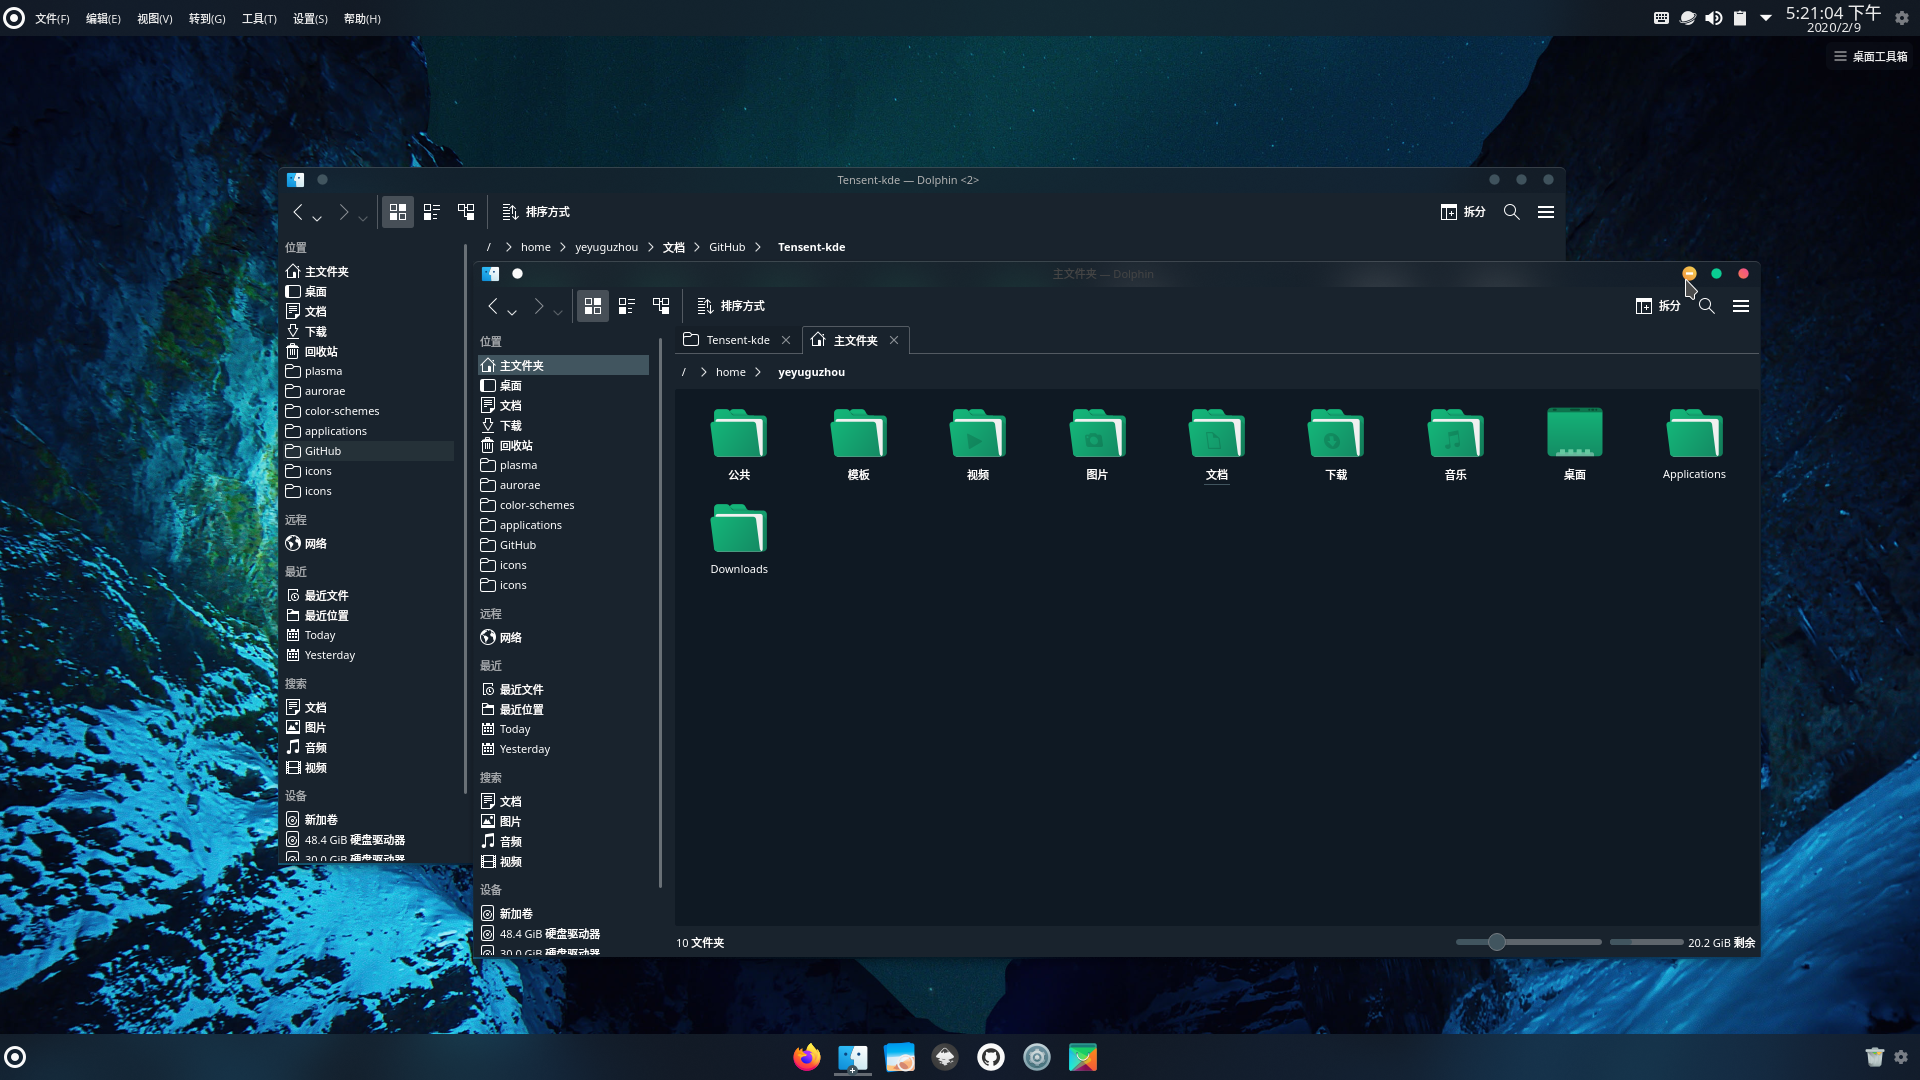 文件(F) 编辑(E) 视图(V) 转到(G) 工具(T) 设置(S) 帮助(H)
5:21:04 下午
2020/2/9
桌面工具箱
Tensent-kde — Dolphin <2>
排序方式
拆分
/ home yeyuguzhou 文档 GitHub Tensent-kde
位置
主文件夹
桌面
文档
下载
回收站
plasma
aurorae
color-schemes
applications
GitHub
icons
icons
远程
网络
最近
最近文件
最近位置
Today
Yesterday
搜索
文档
图片
音频
视频
设备
新加卷
48.4 GiB 硬盘驱动器
30.0 GiB 硬盘驱动器
主文件夹 — Dolphin
排序方式
拆分
位置
主文件夹
桌面
文档
下载
回收站
plasma
aurorae
color-schemes
applications
GitHub
icons
icons
远程
网络
最近
最近文件
最近位置
Today
Yesterday
搜索
文档
图片
音频
视频
设备
新加卷
48.4 GiB 硬盘驱动器
30.0 GiB 硬盘驱动器
Tensent-kde 主文件夹
/ home yeyuguzhou
公共 模板 视频 图片 文档 下载 音乐 桌面 Applications
Downloads
10 文件夹
20.2 GiB 剩余